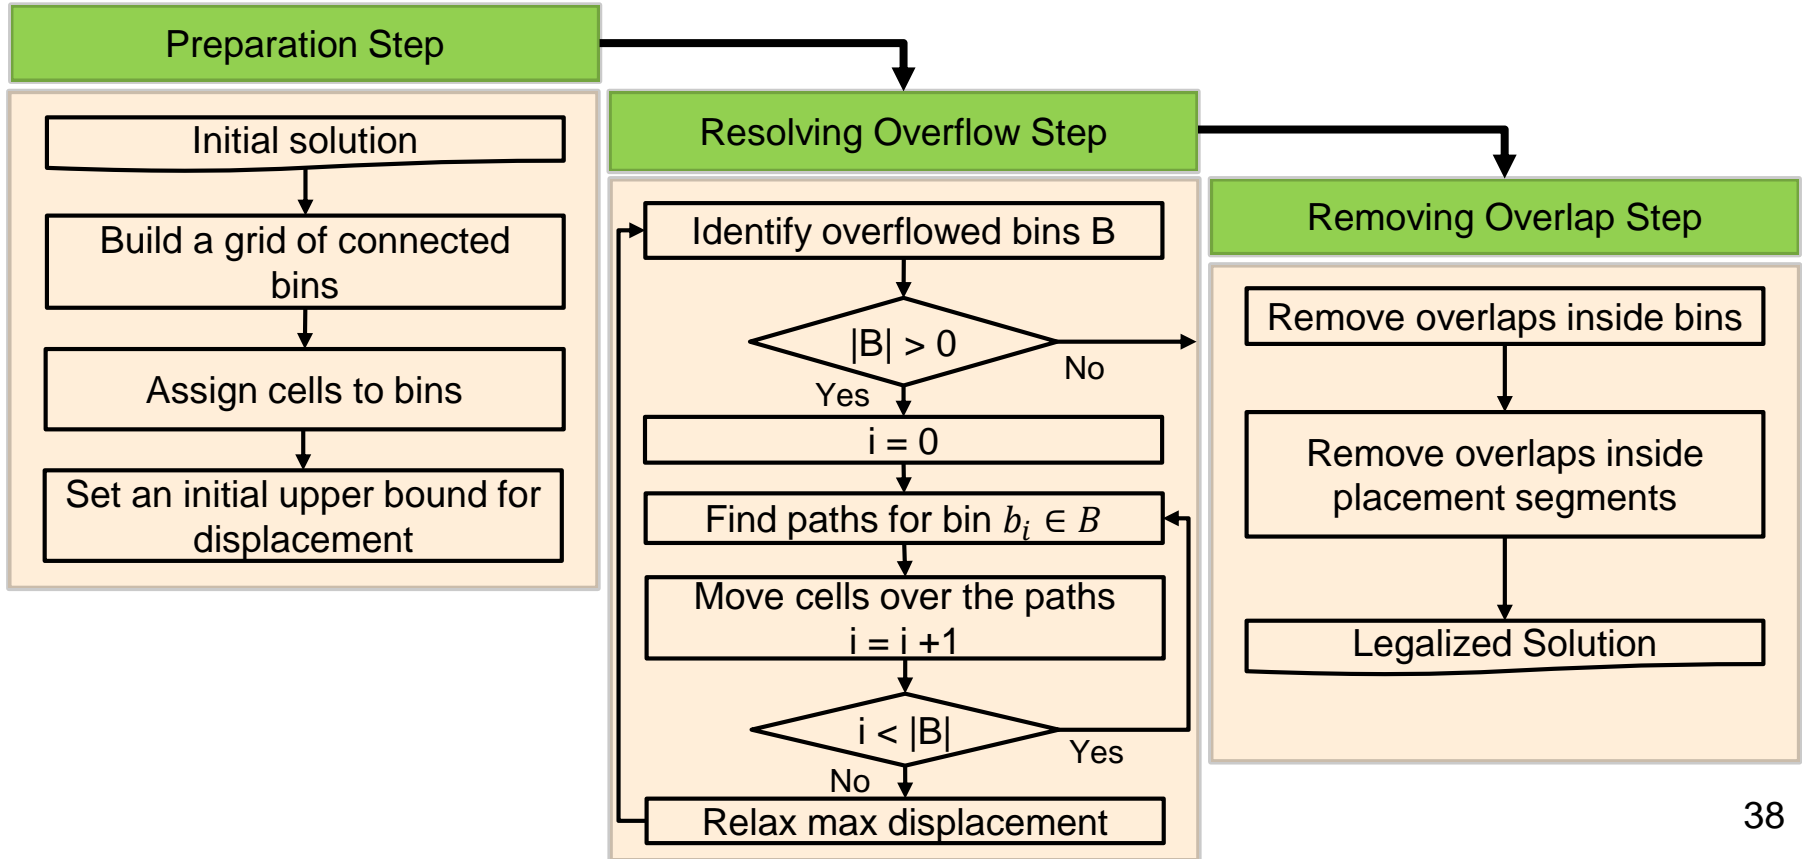 Preparation Step
Initial solution
Build a grid of connected
bins
Assign cells to bins
Set an initial upper bound for
displacement
Resolving Overflow Step
Identify overflowed bins B
|B| > 0
No
Yes
i = 0
Find paths for bin 𝑏ᵢ ∈ 𝐵
Move cells over the paths
i = i +1
i < |B|
Yes
No
Relax max displacement
Removing Overlap Step
Remove overlaps inside bins
Remove overlaps inside
placement segments
Legalized Solution
38